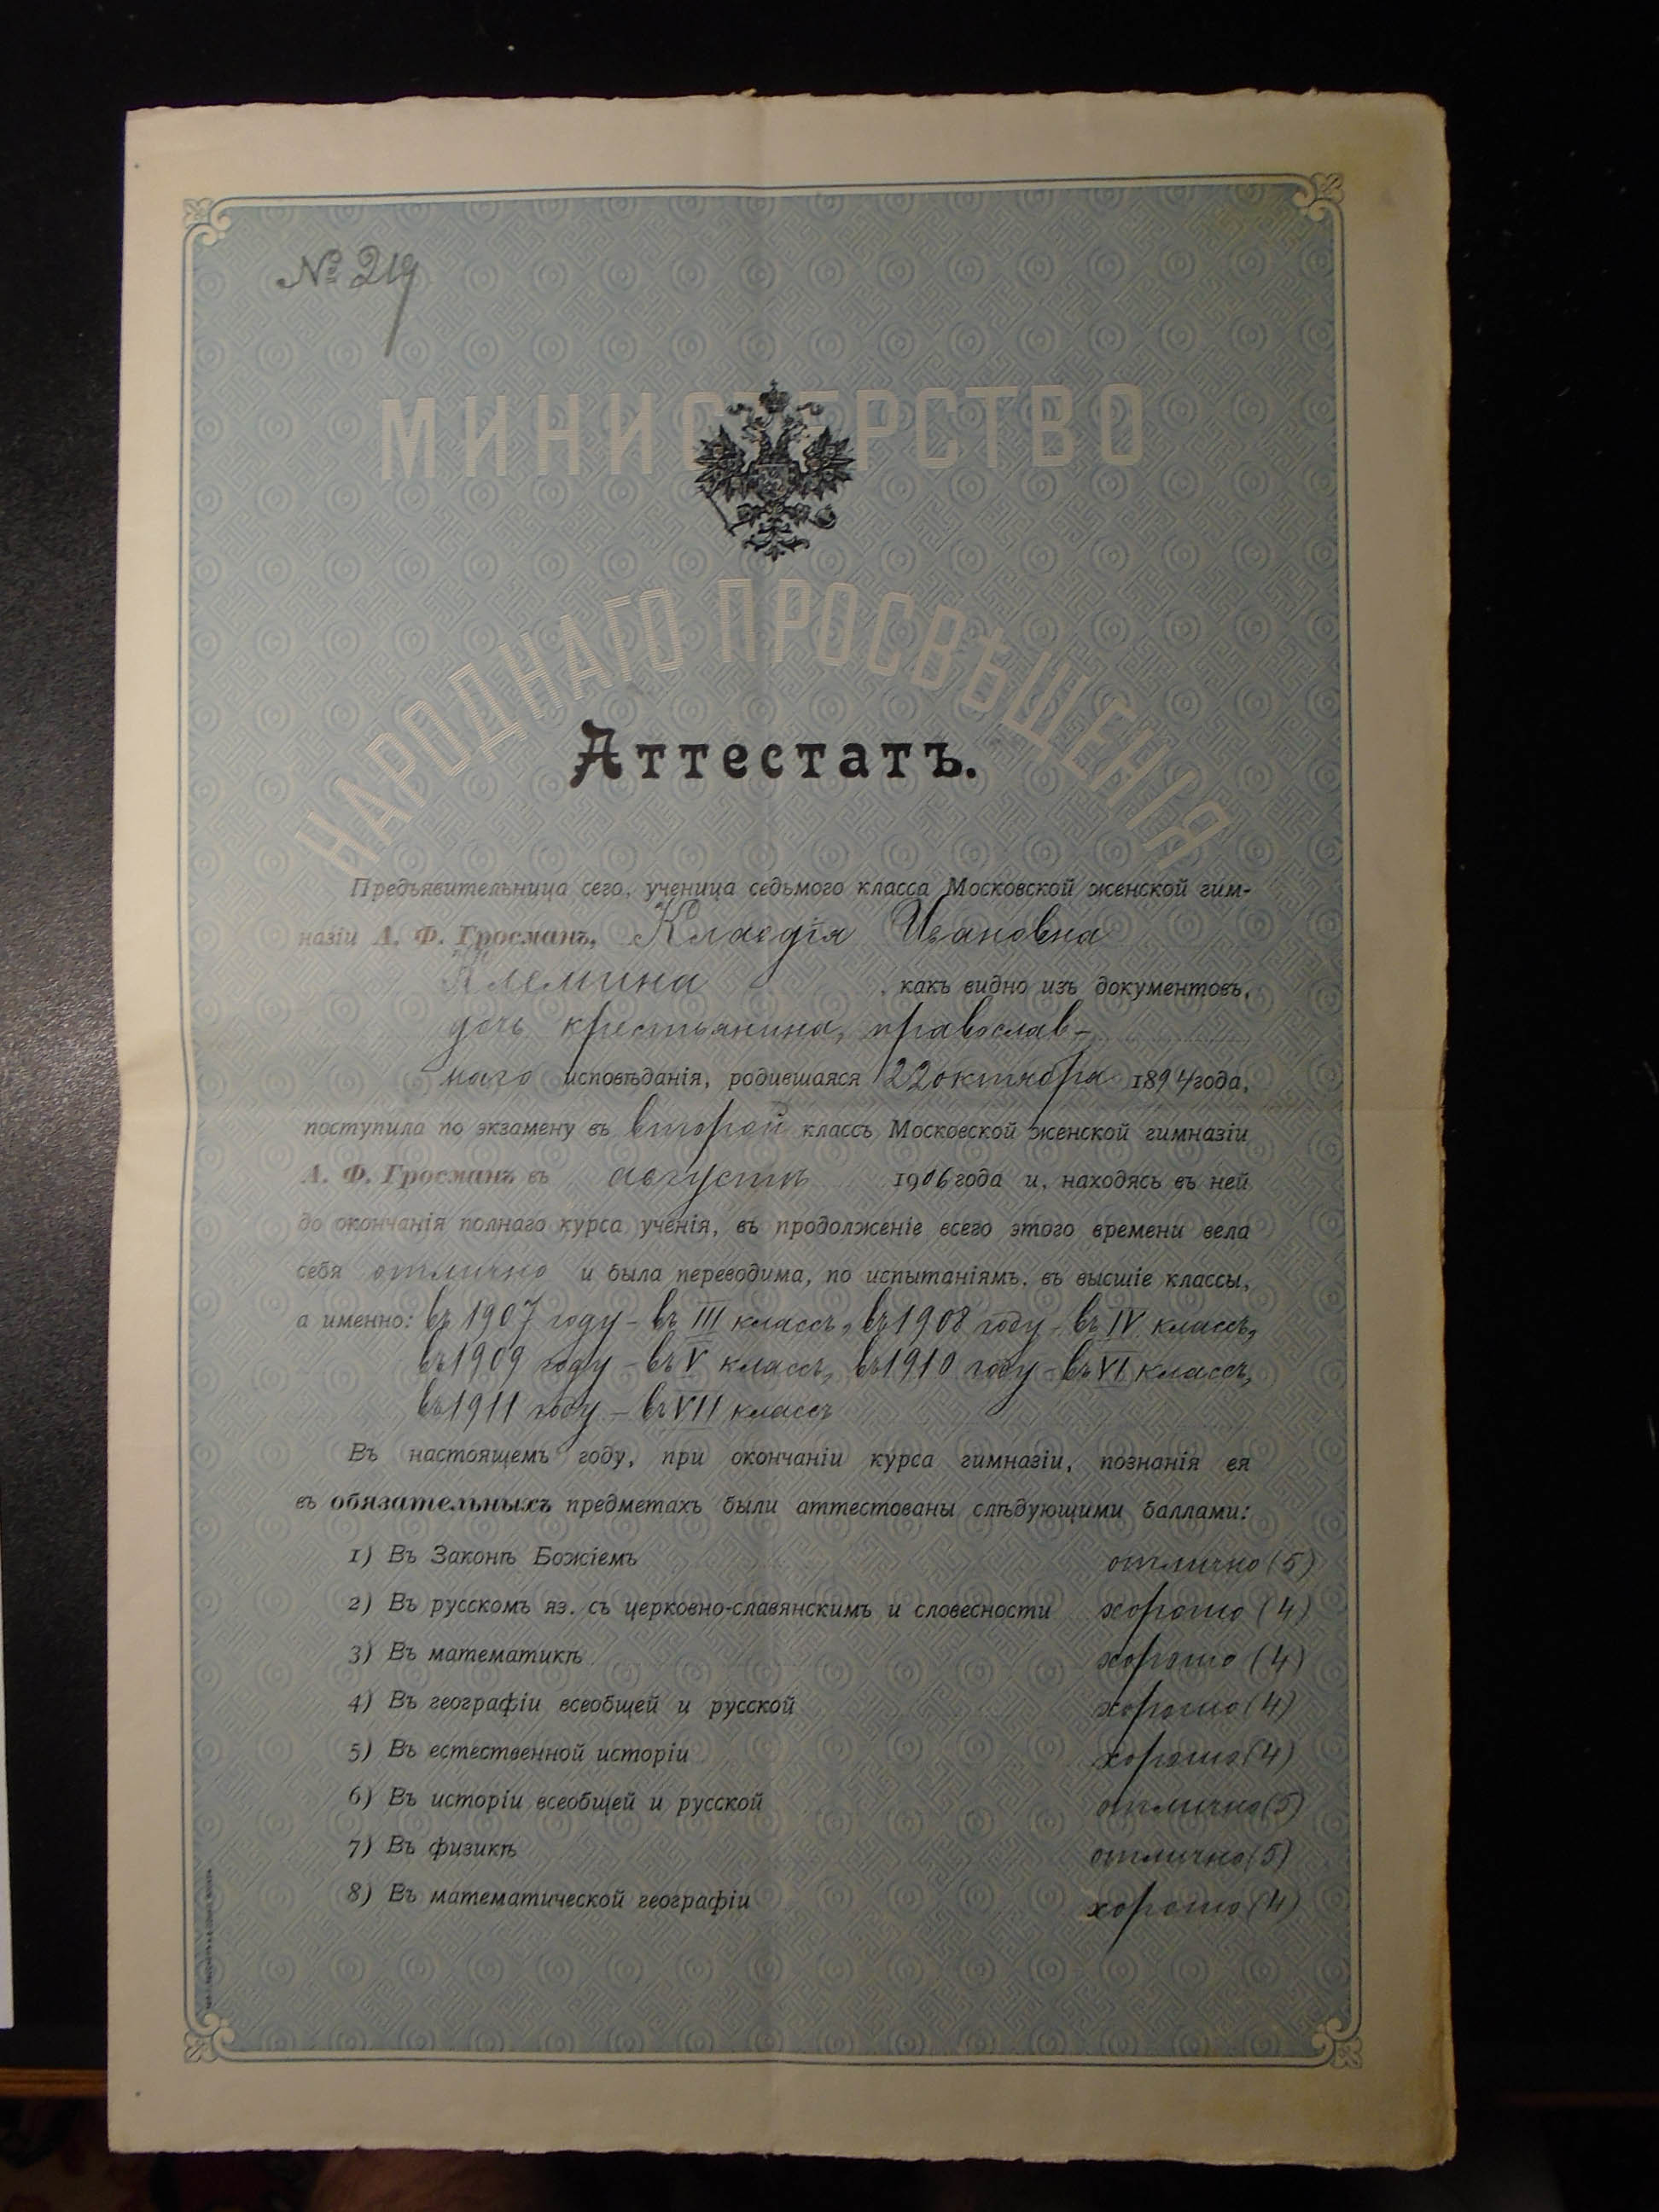 № 219
МИНИСТЕРСТВО
НАРОДНАГО ПРОСВѢЩЕНІЯ
Аттестатъ.
Предъявительница сего, ученица седьмого класса Московской женской гим-
назіи А. Ф. Гросманъ, Клавдія Ивановна
, какъ видно изъ документовъ,
дочь крестьянина, православ-
наго исповѣданія, родившаяся 22 октября 1894 года,
поступила по экзамену въ второй классъ Московской женской гимназіи
А. Ф. Гросманъ въ августѣ 1906 года и, находясь въ ней
до окончанія полнаго курса ученія, въ продолженіе всего этого времени вела
себя отлично и была переводима, по испытаніямъ, въ высшіе классы,
а именно: въ 1907 году – въ III классъ, въ 1908 году – въ IV классъ,
въ 1909 году – въ V классъ, въ 1910 году – въ VI классъ,
въ 1911 году – въ VII классъ
Въ настоящемъ году, при окончаніи курса гимназіи, познанія ея
въ обязательныхъ предметахъ были аттестованы слѣдующими баллами:
1) Въ Законѣ Божіемъ отлично (5)
2) Въ русскомъ яз. съ церковно-славянскимъ и словесности хорошо (4)
3) Въ математикѣ хорошо (4)
4) Въ географіи всеобщей и русской хорошо (4)
5) Въ естественной исторіи хорошо (4)
6) Въ исторіи всеобщей и русской отлично (5)
7) Въ физикѣ отлично (5)
8) Въ математической географіи хорошо (4)